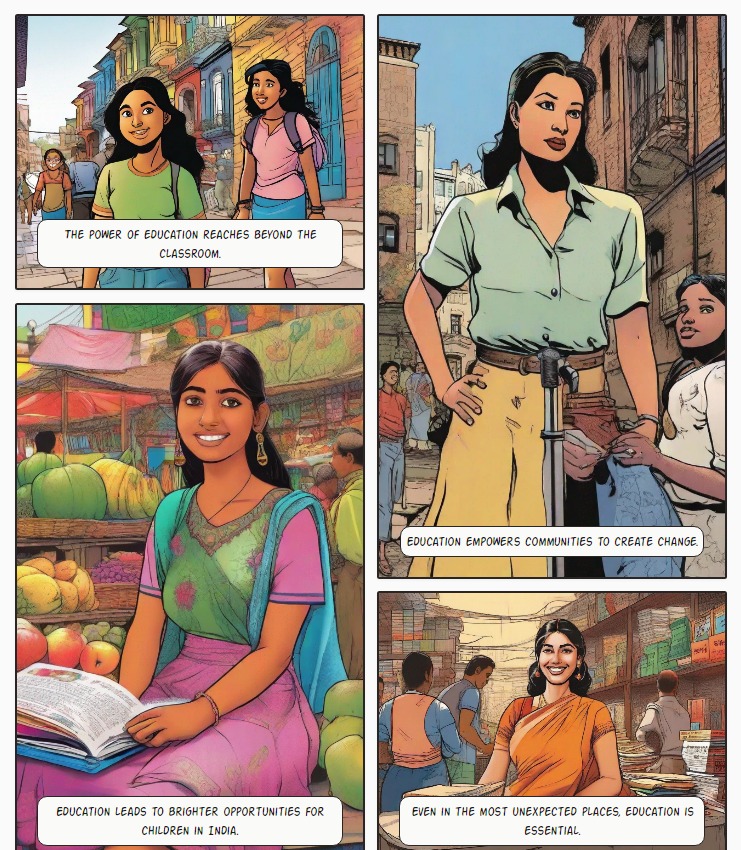 THE POWER OF EDUCATION REACHES BEYOND THE
CLASSROOM.
EDUCATION EMPOWERS COMMUNITIES TO CREATE CHANGE.
EDUCATION LEADS TO BRIGHTER OPPORTUNITIES FOR
CHILDREN IN INDIA.
EVEN IN THE MOST UNEXPECTED PLACES, EDUCATION IS
ESSENTIAL.